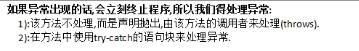 如果异常出现的话,会立刻终止程序,所以我们得处理异常:
1):该方法不处理,而是声明抛出,由该方法的调用者来处理(throws).
2):在方法中使用try-catch的语句块来处理异常.